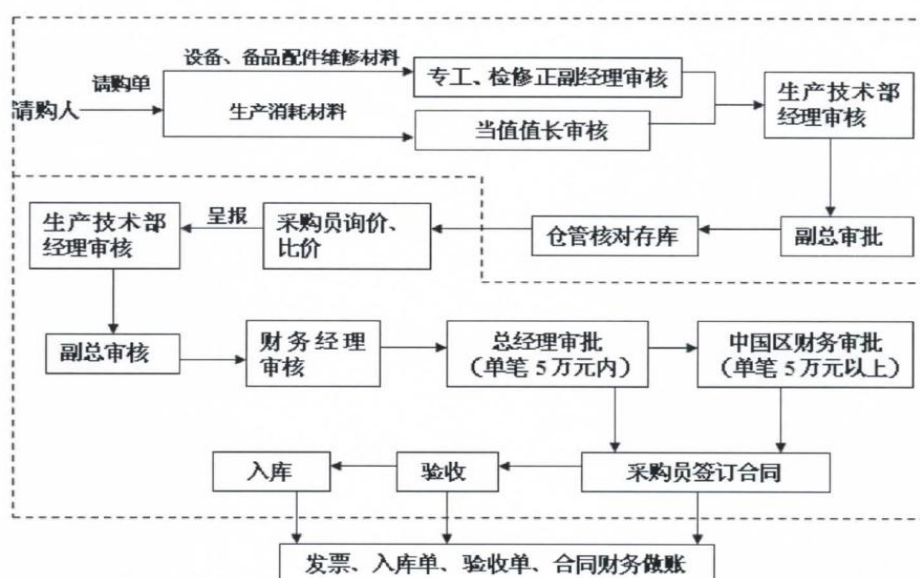 设备、备品配件维修材料
请购单
请购人
生产消耗材料
专工、检修正副经理审核
当值值长审核
生产技术部
经理审核
副总审批
仓管核对存库
采购员询价、
比价
呈报
生产技术部
经理审核
副总审核
财务经理
审核
总经理审批
（单笔 5 万元内）
中国区财务审批
（单笔 5 万元以上）
采购员签订合同
验收
入库
发票、入库单、验收单、合同财务做账